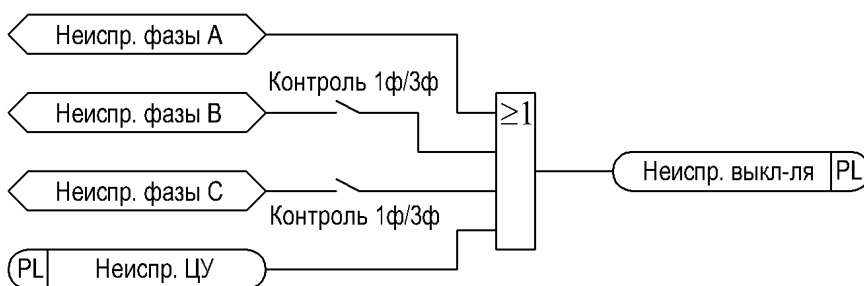 Неиспр. фазы А
Контроль 1ф/3ф
Неиспр. фазы В
≥1
Неиспр. выкл-ля PL
Неиспр. фазы С
Контроль 1ф/3ф
PL Неиспр. ЦУ